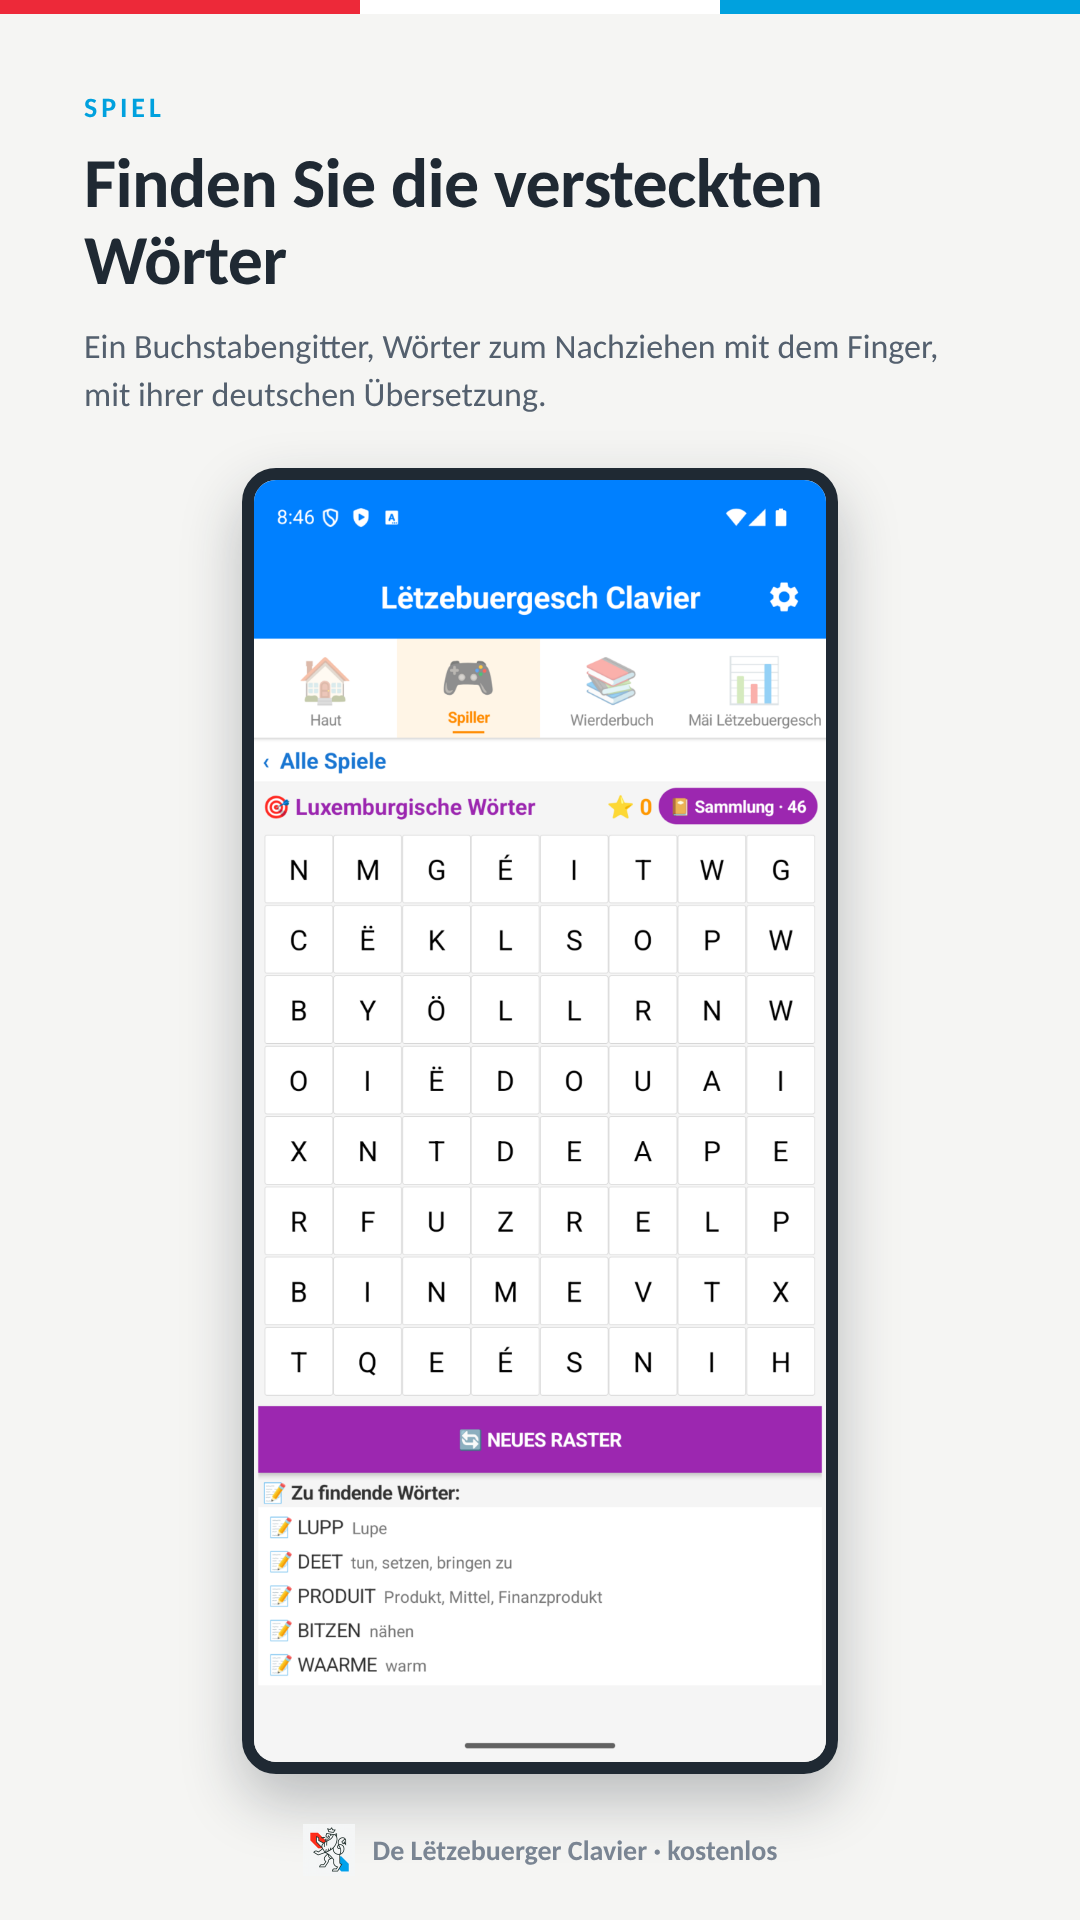 SPIEL
Finden Sie die versteckten
Wörter
Ein Buchstabengitter, Wörter zum Nachziehen mit dem Finger,
mit ihrer deutschen Übersetzung.
8:46
Lëtzebuergesch Clavier
Haut Spiller Wierderbuch Mäi Lëtzebuergesch
‹ Alle Spiele
🎯 Luxemburgische Wörter ⭐ 0 📔 Sammlung · 46
N M G É I T W G
C Ë K L S O P W
B Y Ö L L R N W
O I Ë D O U A I
X N T D E A P E
R F U Z R E L P
B I N M E V T X
T Q E É S N I H
🔄 NEUES RASTER
📝 Zu findende Wörter:
📝 LUPP Lupe
📝 DEET tun, setzen, bringen zu
📝 PRODUIT Produkt, Mittel, Finanzprodukt
📝 BITZEN nähen
📝 WAARME warm
De Lëtzebuerger Clavier · kostenlos